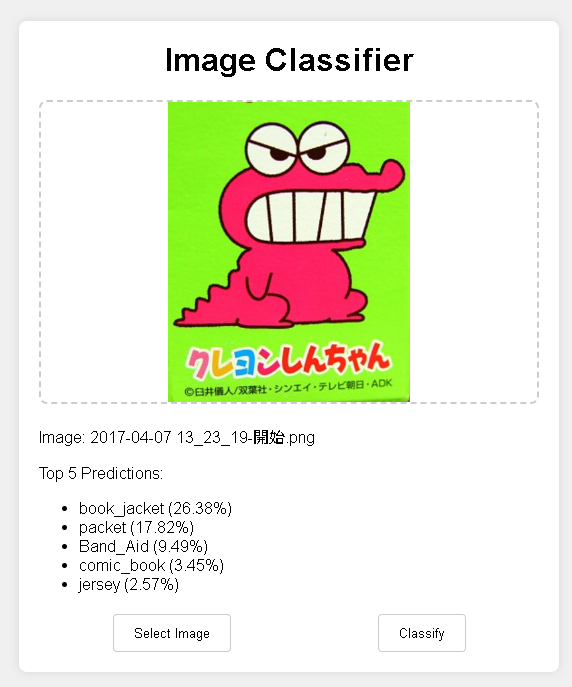 Image Classifier
クレヨンしんちゃん
©臼井儀人/双葉社・シンエイ・テレビ朝日・ADK
Image: 2017-04-07 13_23_19-開始.png
Top 5 Predictions:
book_jacket (26.38%)
packet (17.82%)
Band_Aid (9.49%)
comic_book (3.45%)
jersey (2.57%)
Select Image
Classify